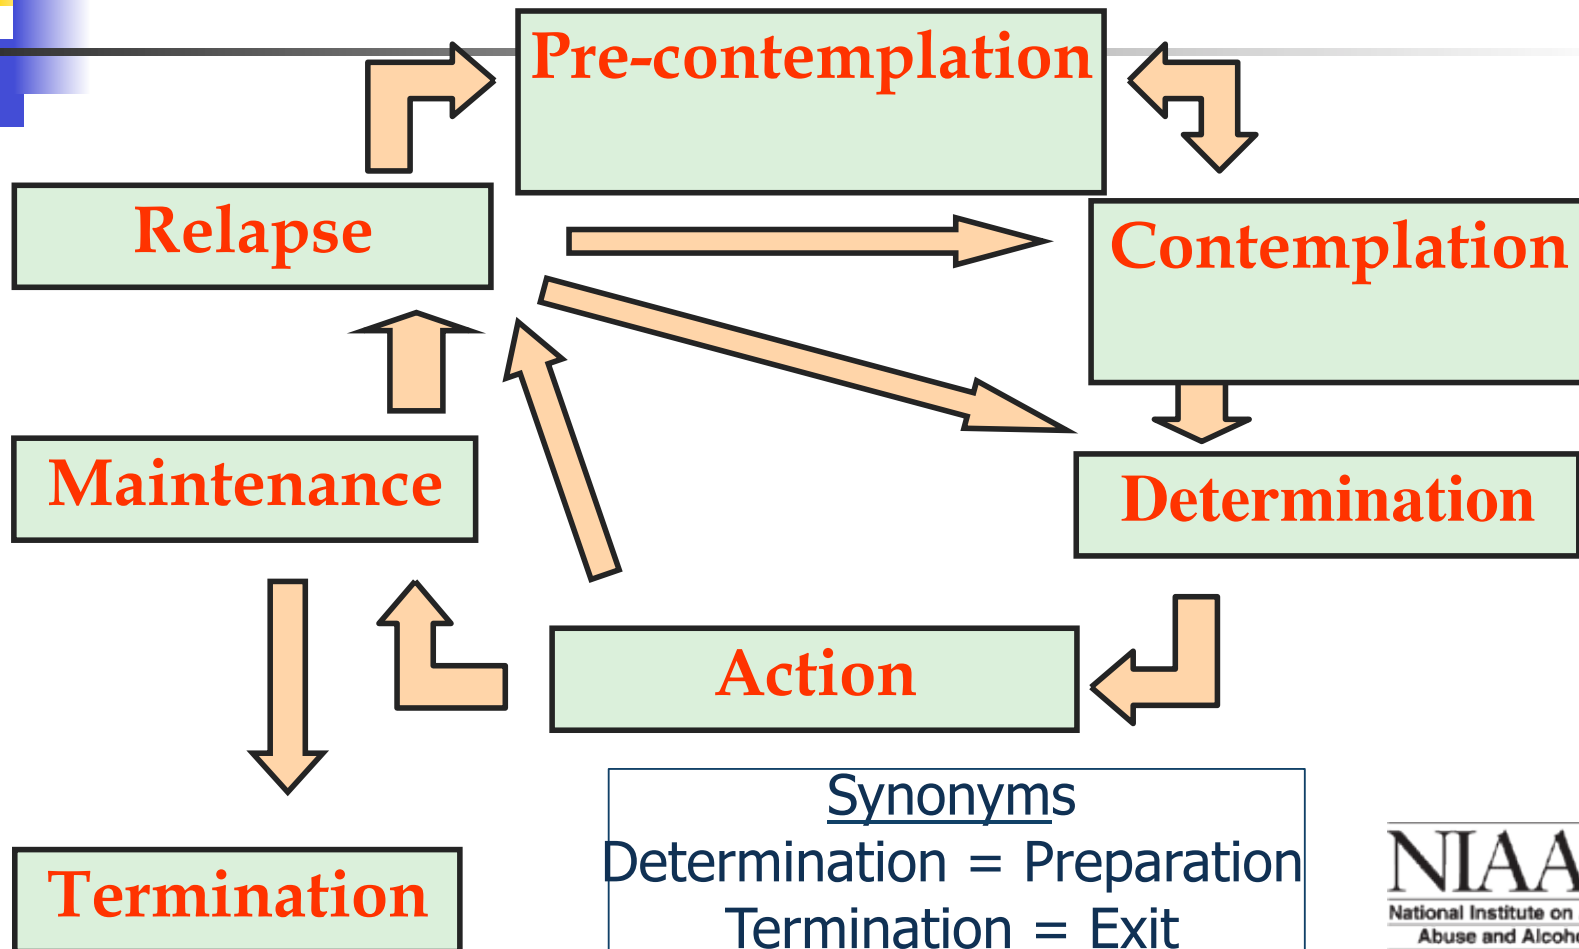 Pre-contemplation
Relapse
Contemplation
Maintenance
Determination
Action
Termination
Synonyms
Determination = Preparation
Termination = Exit
NIAA
National Institute on
Abuse and Alcoho